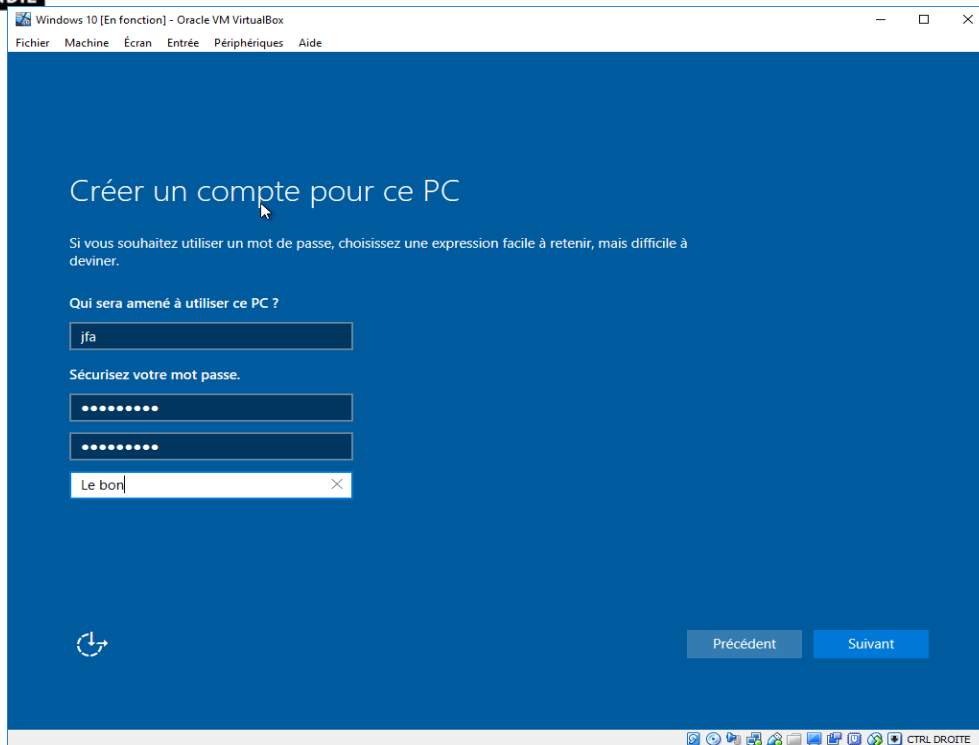 Windows 10 [En fonction] - Oracle VM VirtualBox
Fichier Machine Écran Entrée Périphériques Aide
Créer un compte pour ce PC
Si vous souhaitez utiliser un mot de passe, choisissez une expression facile à retenir, mais difficile à
deviner.
Qui sera amené à utiliser ce PC ?
jfa
Sécurisez votre mot passe.
•••••••••
•••••••••
Le bon
Précédent Suivant
CTRL DROITE